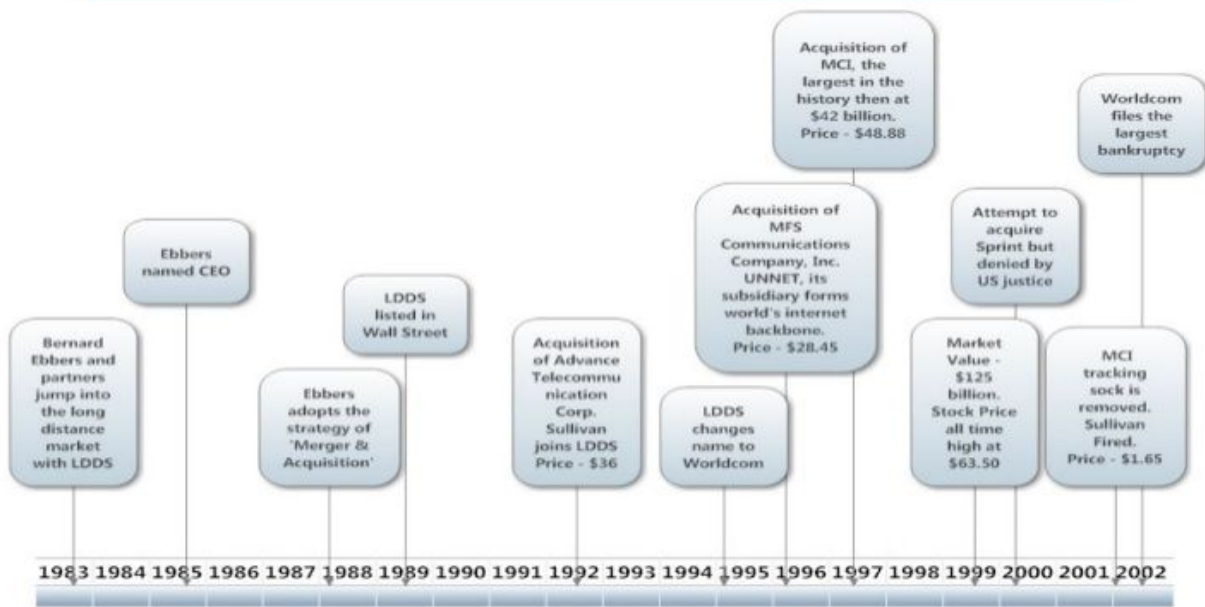 Bernard
Ebbers and
partners
jump into
the long
distance
market
with LDDS
Ebbers
named CEO
Ebbers
adopts the
strategy of
'Merger &
Acquisition'
LDDS
listed in
Wall Street
Acquisition
of Advance
Telecommu
nication
Corp.
Sullivan
joins LDDS
Price - $36
LDDS
changes
name to
Worldcom
Acquisition of
MFS
Communications
Company, Inc.
UNNET, its
subsidiary forms
world's internet
backbone.
Price - $28.45
Acquisition of
MCI, the
largest in the
history then at
$42 billion.
Price - $48.88
Market
Value -
$125
billion.
Stock Price
all time
high at
$63.50
Attempt to
acquire
Sprint but
denied by
US justice
MCI
tracking
sock is
removed.
Sullivan
Fired.
Price - $1.65
Worldcom
files the
largest
bankruptcy
1983 1984 1985 1986 1987 1988 1989 1990 1991 1992 1993 1994 1995 1996 1997 1998 1999 2000 2001 2002